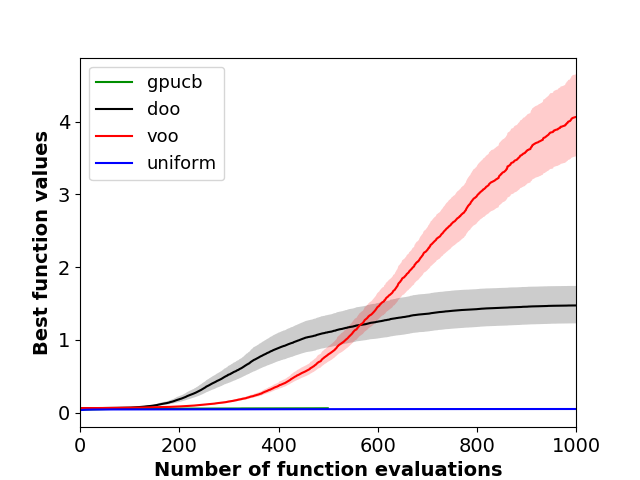 gpucb
doo
voo
uniform
Best function values
4
3
2
1
0
0 200 400 600 800 1000
Number of function evaluations